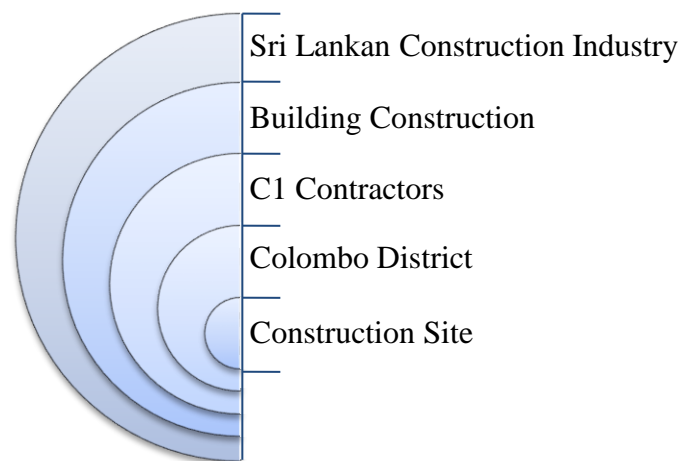 Sri Lankan Construction Industry
Building Construction
C1 Contractors
Colombo District
Construction Site